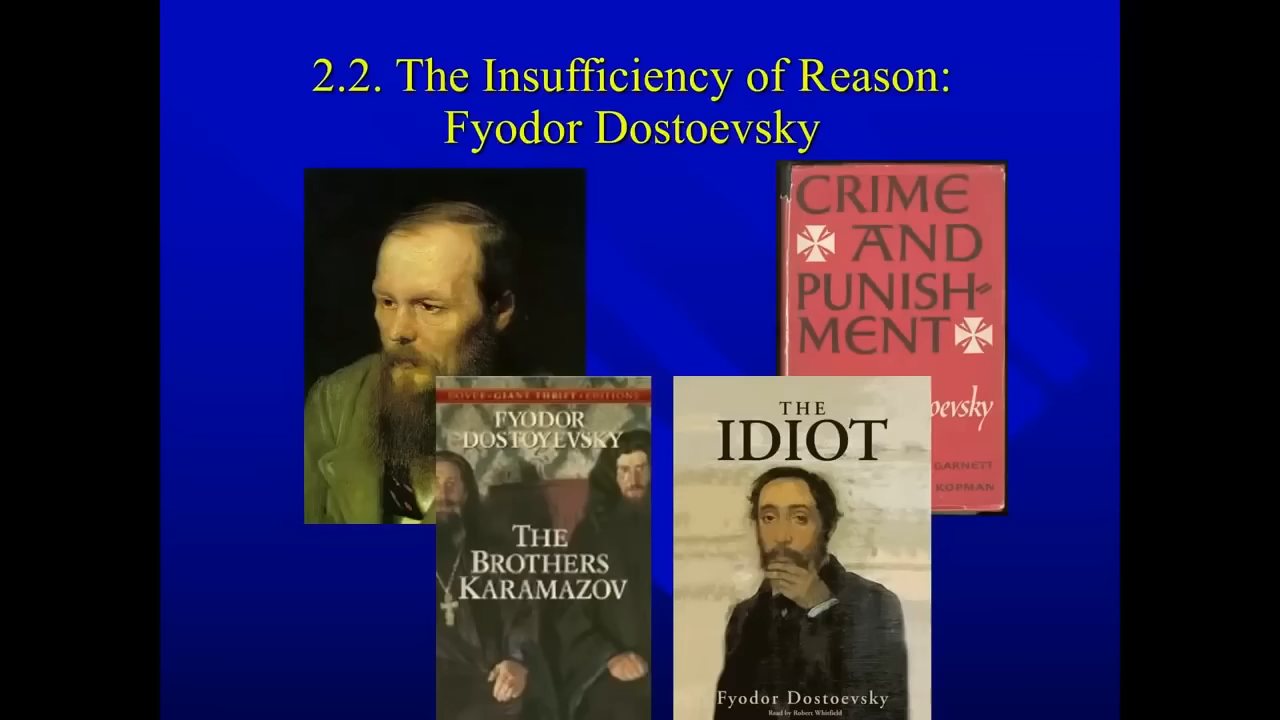 2.2. The Insufficiency of Reason:
Fyodor Dostoevsky
CRIME
AND
PUNISH-
MENT
oevsky
GARNETT
KOPMAN
DOVER • GIANT THRIFT • EDITIONS
FYODOR
DOSTOYEVSKY
THE
BROTHERS
KARAMAZOV
THE
IDIOT
Fyodor Dostoevsky
Read by Robert Whitfield